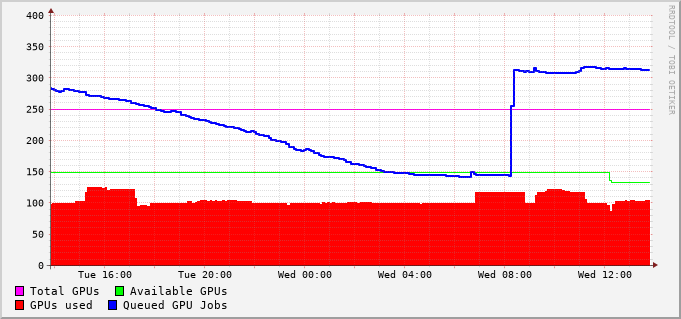 RRDTOOL / TOBI OETIKER
400
350
300
250
200
150
100
50
0
Tue 16:00 Tue 20:00 Wed 00:00 Wed 04:00 Wed 08:00 Wed 12:00
Total GPUs Available GPUs
GPUs used Queued GPU Jobs